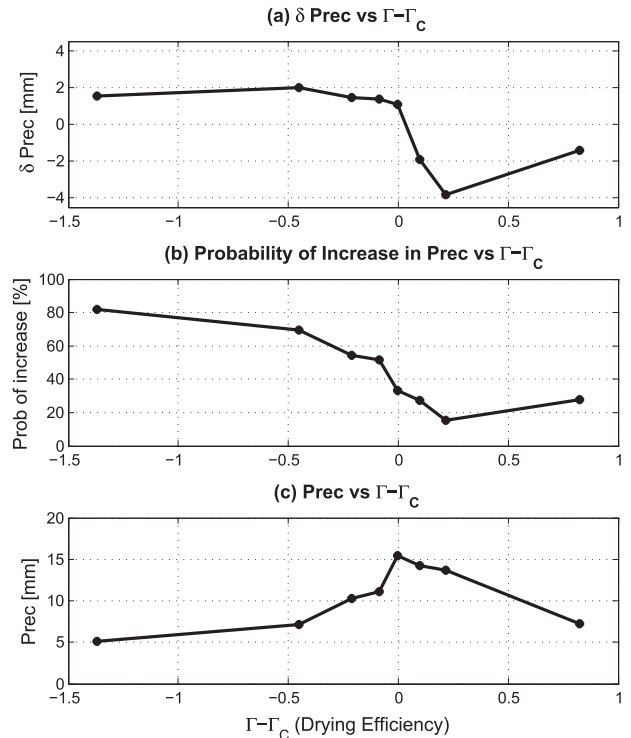 (a) δ Prec vs Γ−Γ_C
δ Prec [mm]
4
2
0
−2
−4
−1.5 −1 −0.5 0 0.5 1
(b) Probability of Increase in Prec vs Γ−Γ_C
Prob of increase [%]
100
80
60
40
20
0
−1.5 −1 −0.5 0 0.5 1
(c) Prec vs Γ−Γ_C
Prec [mm]
20
15
10
5
0
−1.5 −1 −0.5 0 0.5 1
Γ−Γ_C (Drying Efficiency)